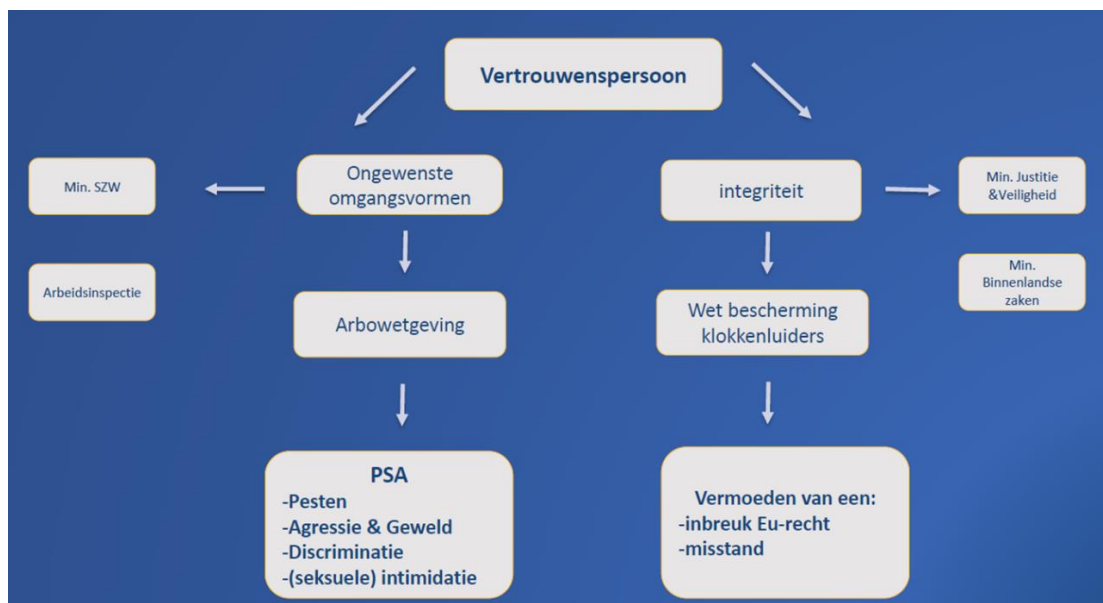 Vertrouwenspersoon
Ongewenste
omgangsvormen
integriteit
Min. SZW
Min. Justitie
&Veiligheid
Arbeidsinspectie
Min.
Binnenlandse
zaken
Arbowetgeving
Wet bescherming
klokkenluiders
PSA
-Pesten
-Agressie & Geweld
-Discriminatie
-(seksuele) intimidatie
Vermoeden van een:
-inbreuk Eu-recht
-misstand